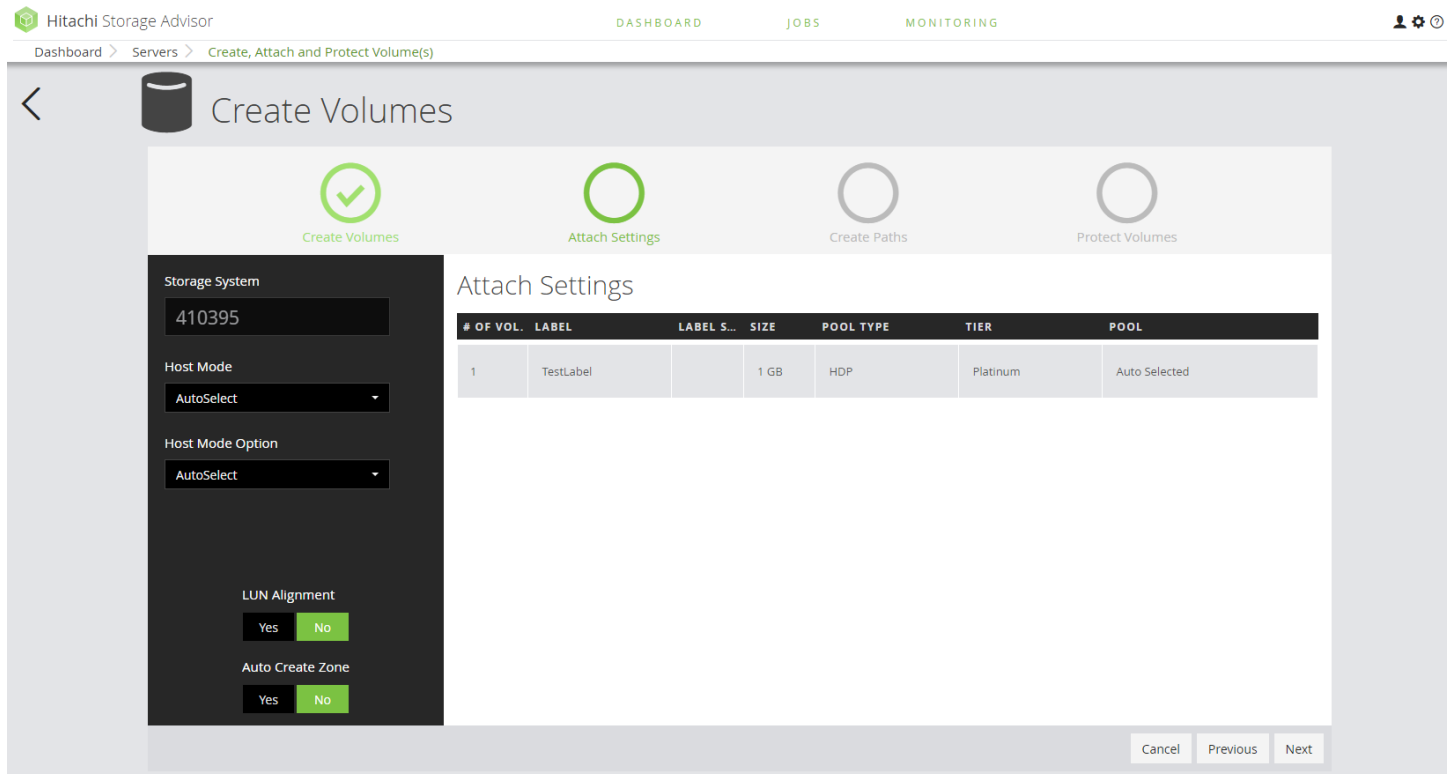 Hitachi Storage Advisor
DASHBOARD JOBS MONITORING
Dashboard Servers Create, Attach and Protect Volume(s)
Create Volumes
Create Volumes Attach Settings Create Paths Protect Volumes
Storage System
410395
Host Mode
AutoSelect
Host Mode Option
AutoSelect
LUN Alignment
Yes No
Auto Create Zone
Yes No
Attach Settings
# OF VOL. LABEL LABEL S... SIZE POOL TYPE TIER POOL
1 TestLabel 1 GB HDP Platinum Auto Selected
Cancel Previous Next